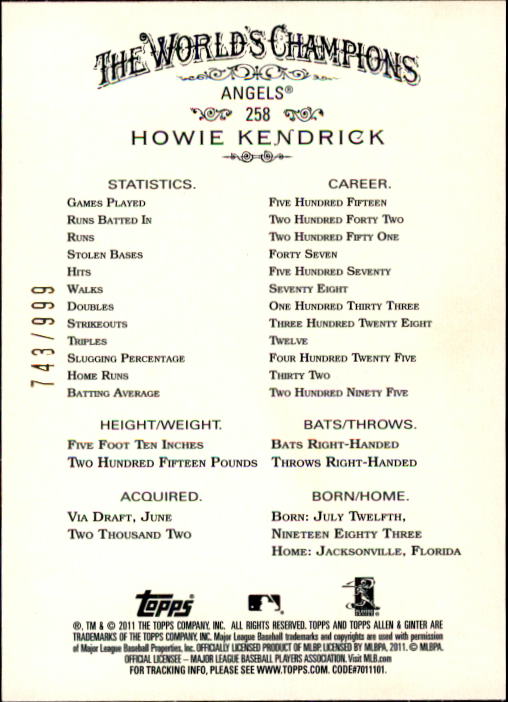 THE WORLD'S CHAMPIONS
ANGELS®
258
HOWIE KENDRICK
STATISTICS. CAREER.
GAMES PLAYED FIVE HUNDRED FIFTEEN
RUNS BATTED IN TWO HUNDRED FORTY TWO
RUNS TWO HUNDRED FIFTY ONE
STOLEN BASES FORTY SEVEN
HITS FIVE HUNDRED SEVENTY
WALKS SEVENTY EIGHT
DOUBLES ONE HUNDRED THIRTY THREE
STRIKEOUTS THREE HUNDRED TWENTY EIGHT
TRIPLES TWELVE
SLUGGING PERCENTAGE FOUR HUNDRED TWENTY FIVE
HOME RUNS THIRTY TWO
BATTING AVERAGE TWO HUNDRED NINETY FIVE
743/999
HEIGHT/WEIGHT. BATS/THROWS.
FIVE FOOT TEN INCHES BATS RIGHT-HANDED
TWO HUNDRED FIFTEEN POUNDS THROWS RIGHT-HANDED
ACQUIRED. BORN/HOME.
VIA DRAFT, JUNE BORN: JULY TWELFTH,
TWO THOUSAND TWO NINETEEN EIGHTY THREE
HOME: JACKSONVILLE, FLORIDA
Topps
®, TM & © 2011 THE TOPPS COMPANY, INC. ALL RIGHTS RESERVED. TOPPS AND TOPPS ALLEN & GINTER ARE
TRADEMARKS OF THE TOPPS COMPANY, INC. Major League Baseball trademarks and copyrights are used with permission
of Major League Baseball Properties, Inc. OFFICIALLY LICENSED PRODUCT OF MLBP. LICENSED BY MLBPA, 2011. © MLBPA.
OFFICIAL LICENSEE – MAJOR LEAGUE BASEBALL PLAYERS ASSOCIATION. Visit MLB.com
FOR TRACKING INFO, PLEASE SEE WWW.TOPPS.COM. CODE#7011101.